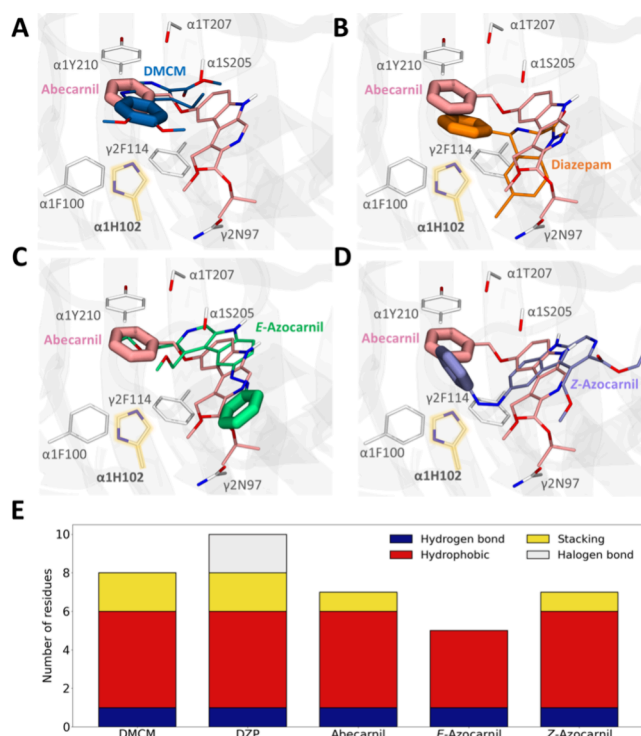 A
α1T207
α1Y210
DMCM
α1S205
Abecarnil
γ2F114
α1F100
α1H102
γ2N97
B
α1T207
α1Y210
α1S205
Abecarnil
γ2F114
Diazepam
α1F100
α1H102
γ2N97
C
α1T207
α1Y210
E-Azocarnil
α1S205
Abecarnil
γ2F114
α1F100
α1H102
γ2N97
D
α1T207
α1Y210
α1S205
Abecarnil
Z-Azocarnil
γ2F114
α1F100
α1H102
γ2N97
E
Number of residues
10
8
6
4
2
0
Hydrogen bond
Hydrophobic
Stacking
Halogen bond
DMCM
DZP
Abecarnil
E-Azocarnil
Z-Azocarnil